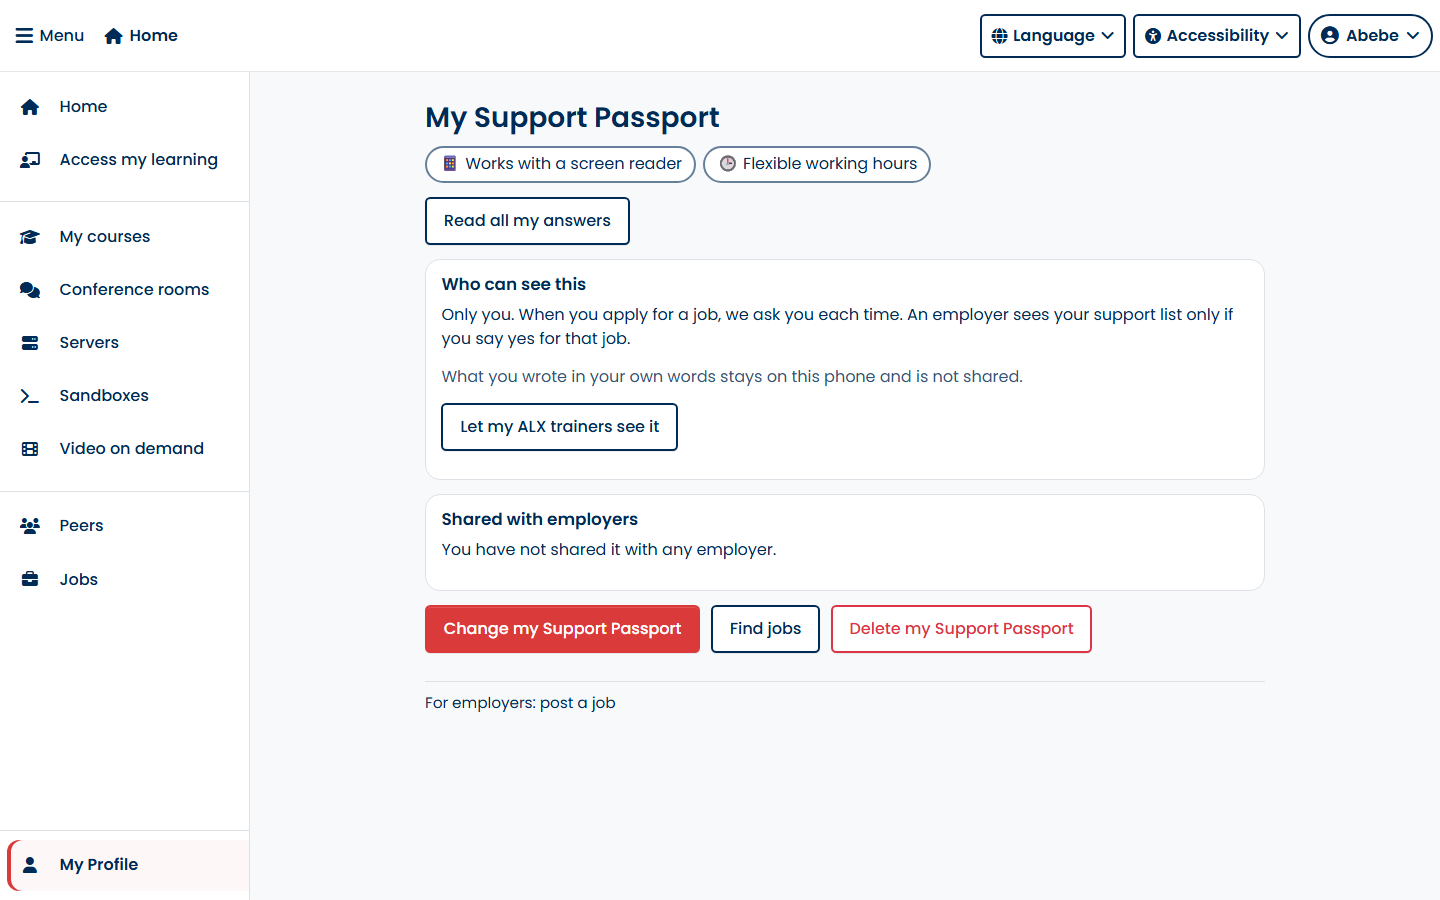 Menu
Home
Language
Accessibility
Abebe
Home
Access my learning
My courses
Conference rooms
Servers
Sandboxes
Video on demand
Peers
Jobs
My Profile
My Support Passport
Works with a screen reader
Flexible working hours
Read all my answers
Who can see this
Only you. When you apply for a job, we ask you each time. An employer sees your support list only if
you say yes for that job.
What you wrote in your own words stays on this phone and is not shared.
Let my ALX trainers see it
Shared with employers
You have not shared it with any employer.
Change my Support Passport
Find jobs
Delete my Support Passport
For employers: post a job